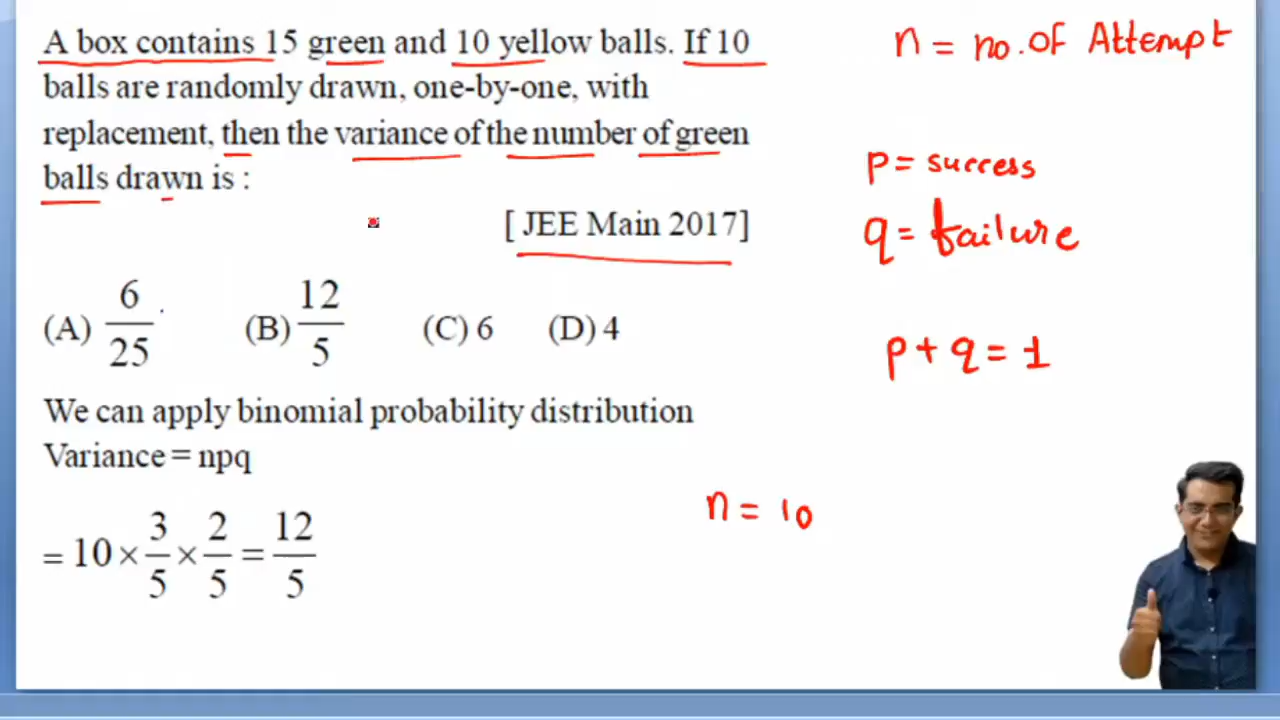 A box contains 15 green and 10 yellow balls. If 10
balls are randomly drawn, one-by-one, with
replacement, then the variance of the number of green
balls drawn is :
[ JEE Main 2017]
(A) 6/25 (B) 12/5 (C) 6 (D) 4
We can apply binomial probability distribution
Variance = npq
= 10 × 3/5 × 2/5 = 12/5
n = no. of Attempt
p = success
q = failure
p + q = 1
n = 10